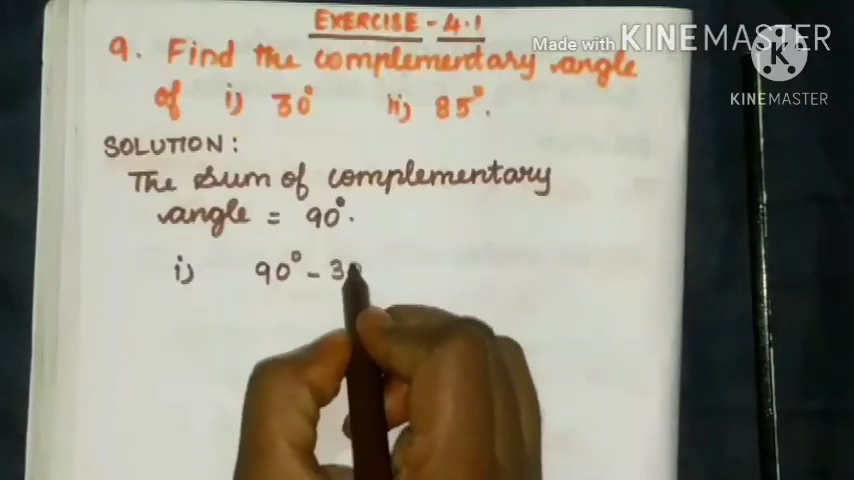 EXERCISE - 4.1
9. Find the complementary angle
of i) 30° ii) 85°.
SOLUTION:
The sum of complementary
angle = 90°.
i) 90° - 30
Made with KINEMASTER
K
KINEMASTER